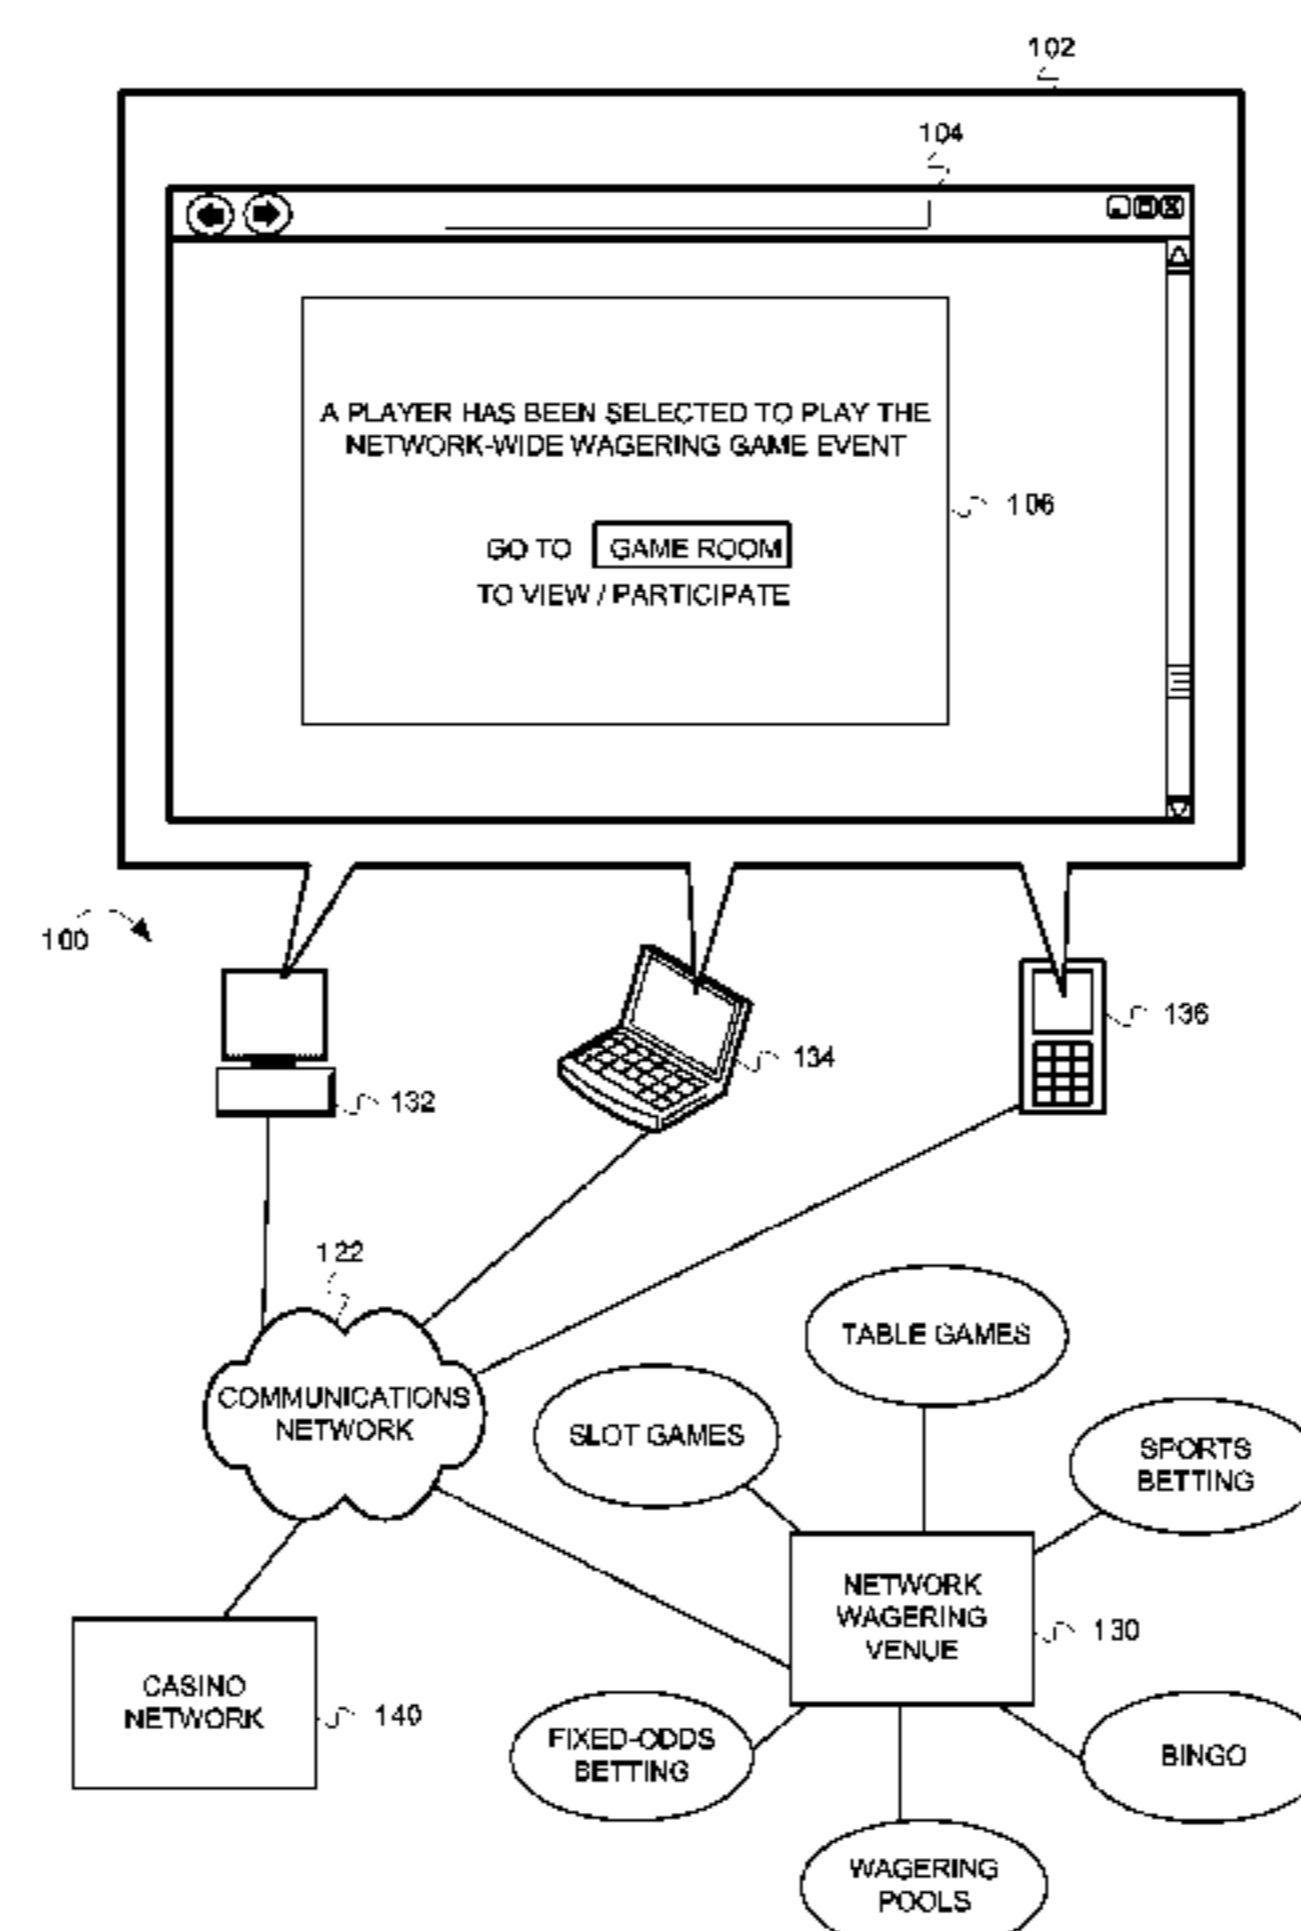 102
104
A PLAYER HAS BEEN SELECTED TO PLAY THE
NETWORK-WIDE WAGERING GAME EVENT
106
GO TO GAME ROOM
TO VIEW / PARTICIPATE
100
136
134
132
122
TABLE GAMES
COMMUNICATIONS
NETWORK
SLOT GAMES
SPORTS
BETTING
NETWORK
WAGERING
VENUE
130
CASINO
NETWORK
140
FIXED-ODDS
BETTING
BINGO
WAGERING
POOLS